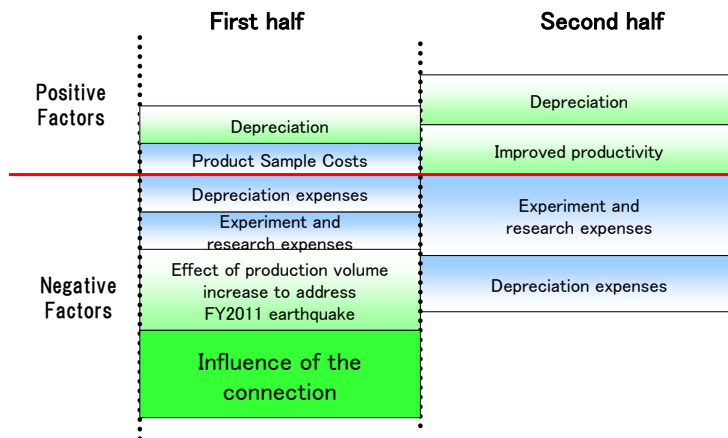 First half
Second half
Positive
Factors
Depreciation
Product Sample Costs
Depreciation
Improved productivity
Negative
Factors
Depreciation expenses
Experiment and
research expenses
Effect of production volume
increase to address
FY2011 earthquake
Influence of the
connection
Experiment and
research expenses
Depreciation expenses